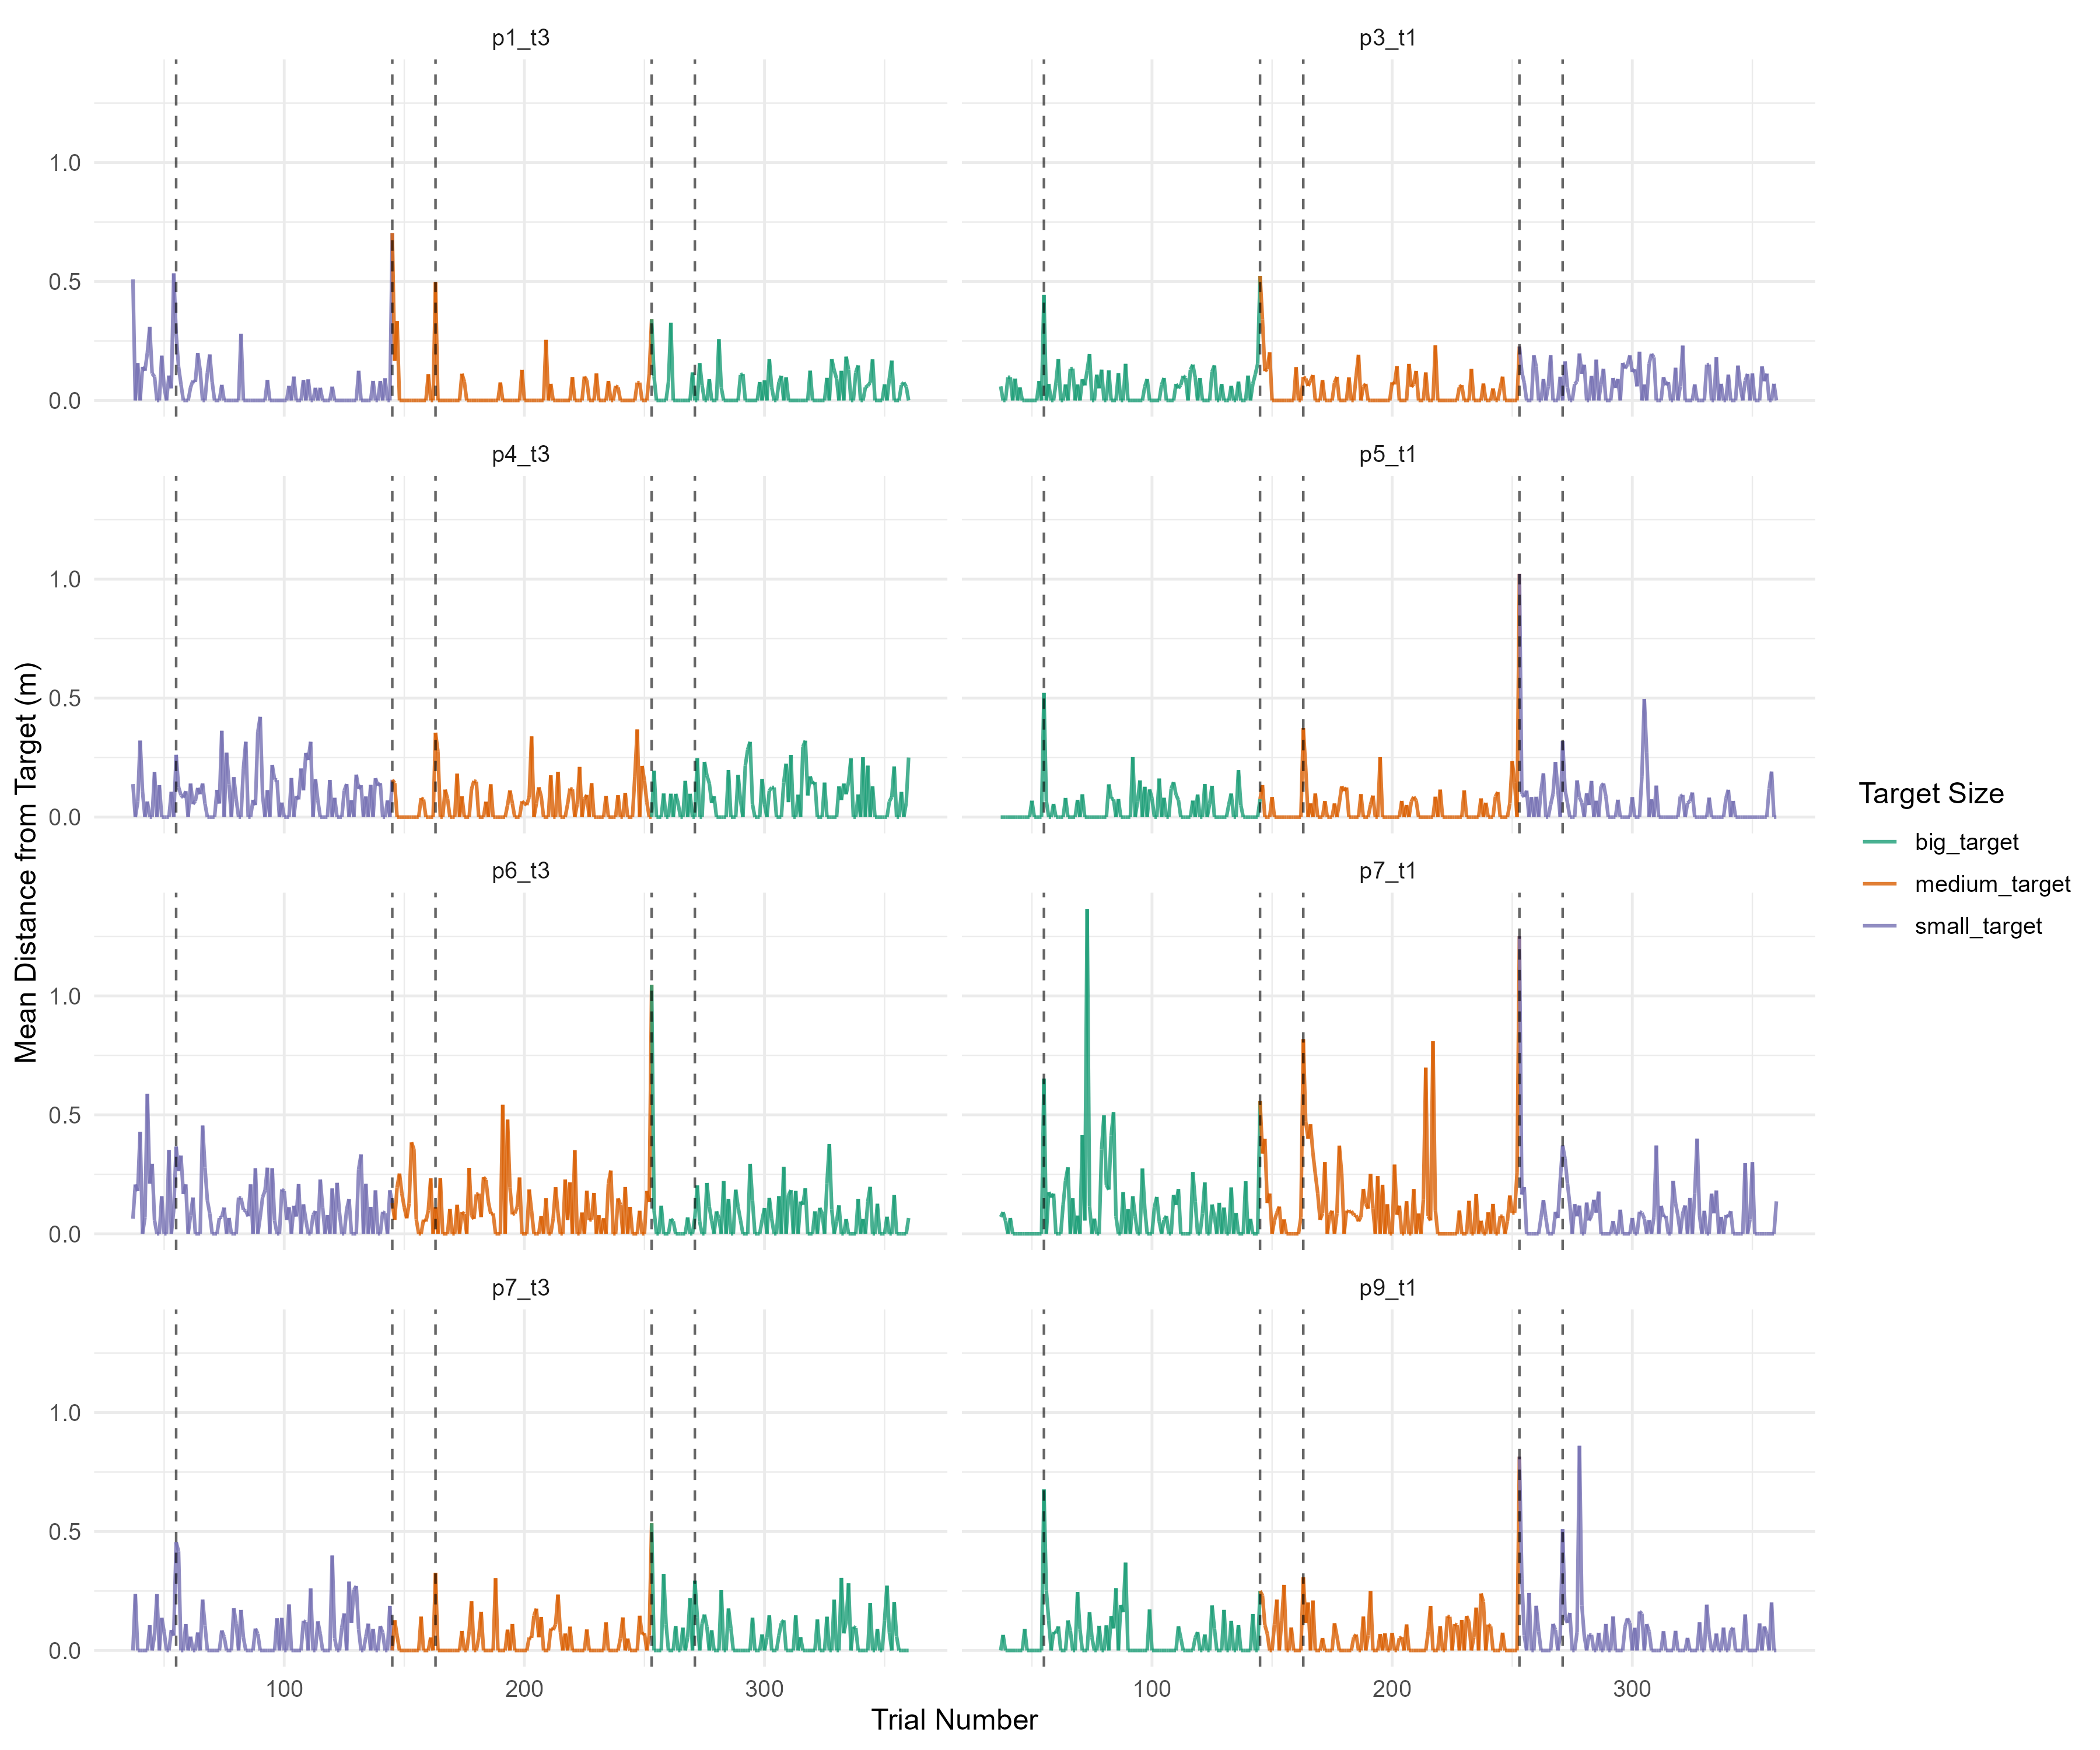 p1_t3
p3_t1
1.0
0.5
0.0
p4_t3
p5_t1
1.0
0.5
0.0
p6_t3
p7_t1
1.0
0.5
0.0
p7_t3
p9_t1
1.0
0.5
0.0
100
200
300
100
200
300
Trial Number
Mean Distance from Target (m)
Target Size
big_target
medium_target
small_target